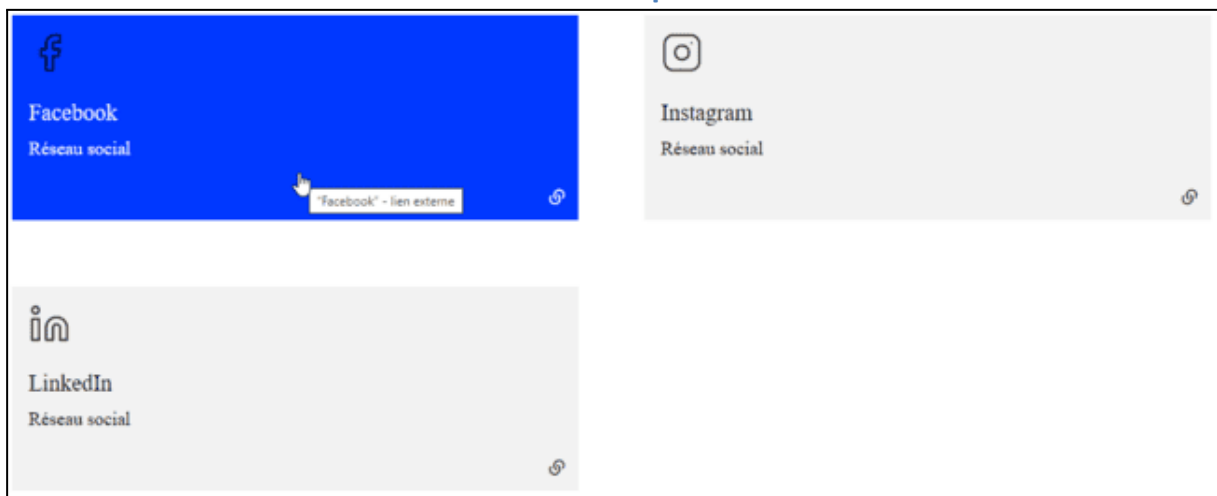 Facebook
Réseau social
"Facebook" - lien externe
Instagram
Réseau social
LinkedIn
Réseau social